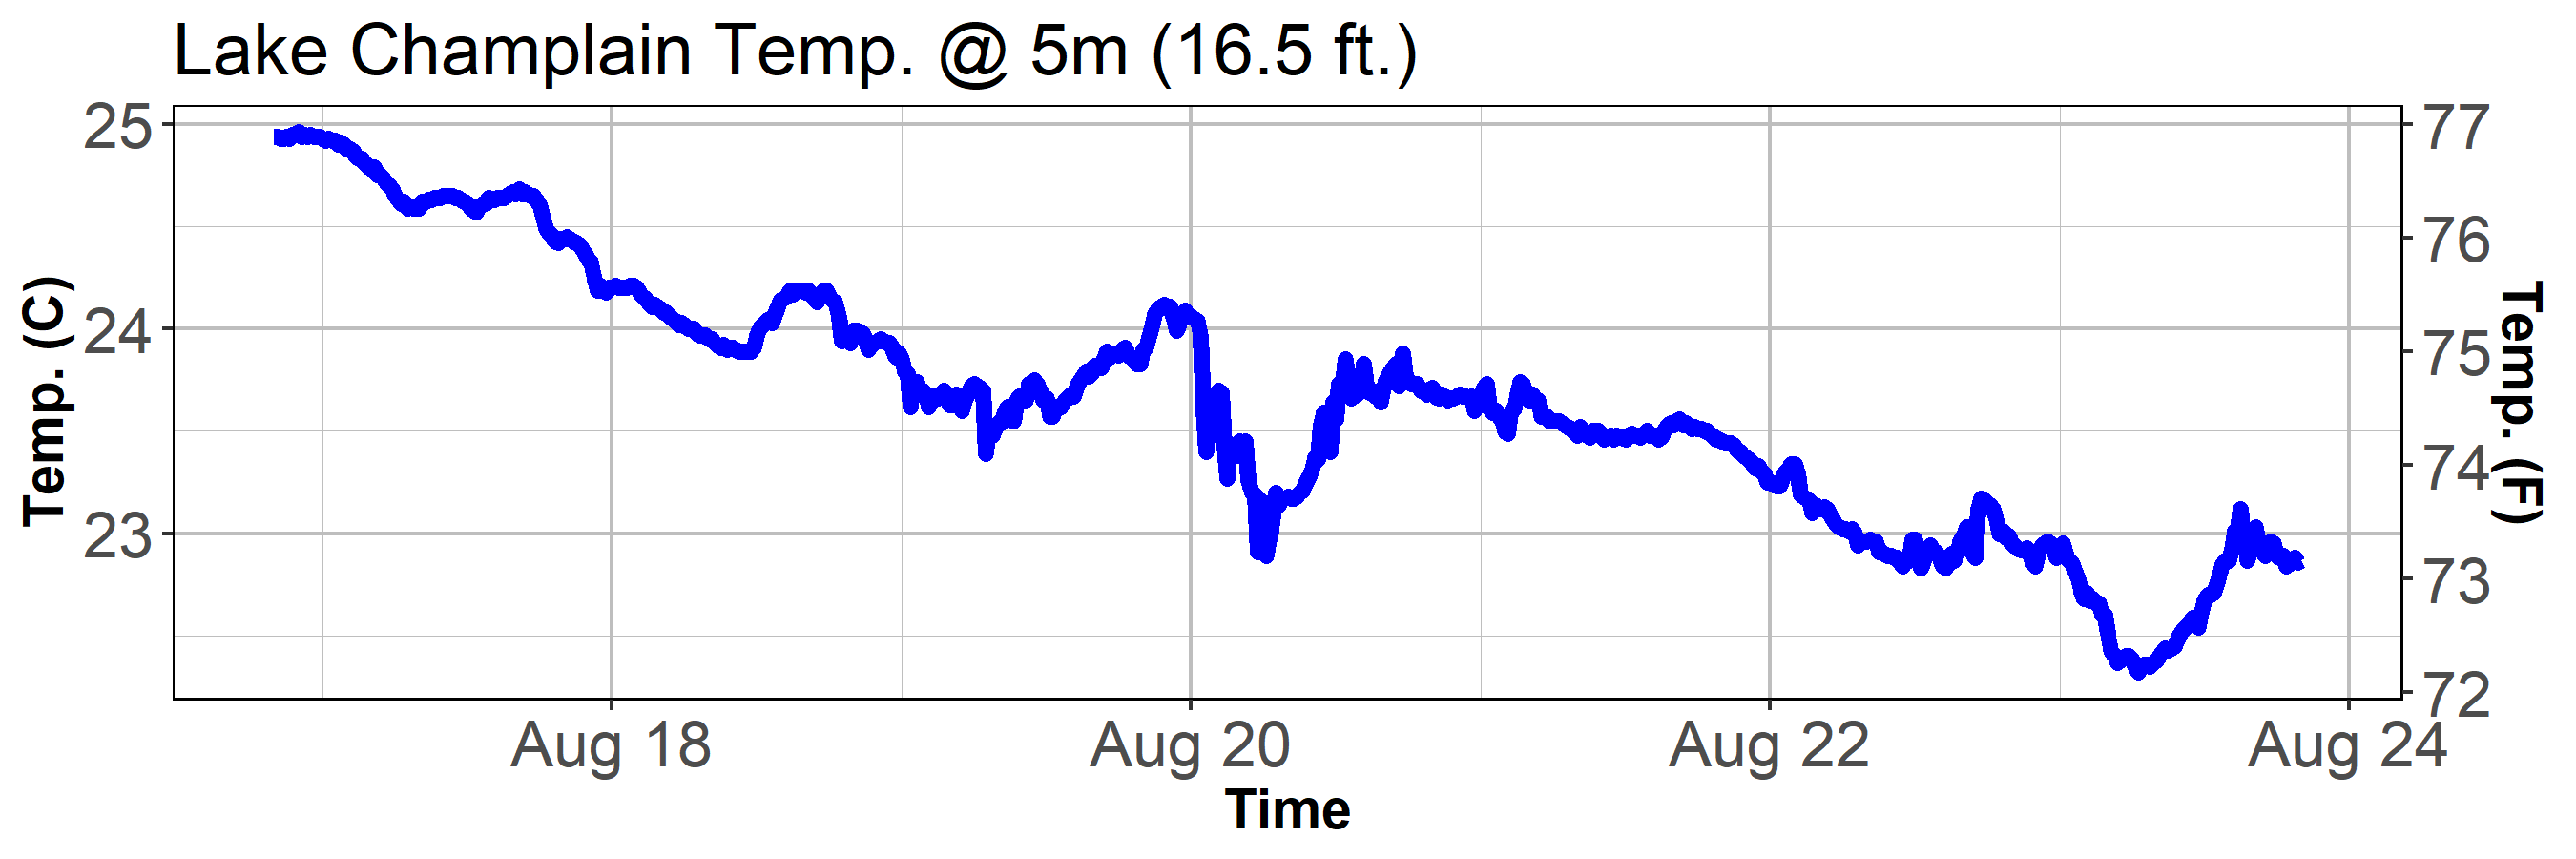 Lake Champlain Temp. @ 5m (16.5 ft.)
Temp. (C)
25
24
23
77
76
75
74
73
72
Temp. (F)
Aug 18 Aug 20 Aug 22 Aug 24
Time